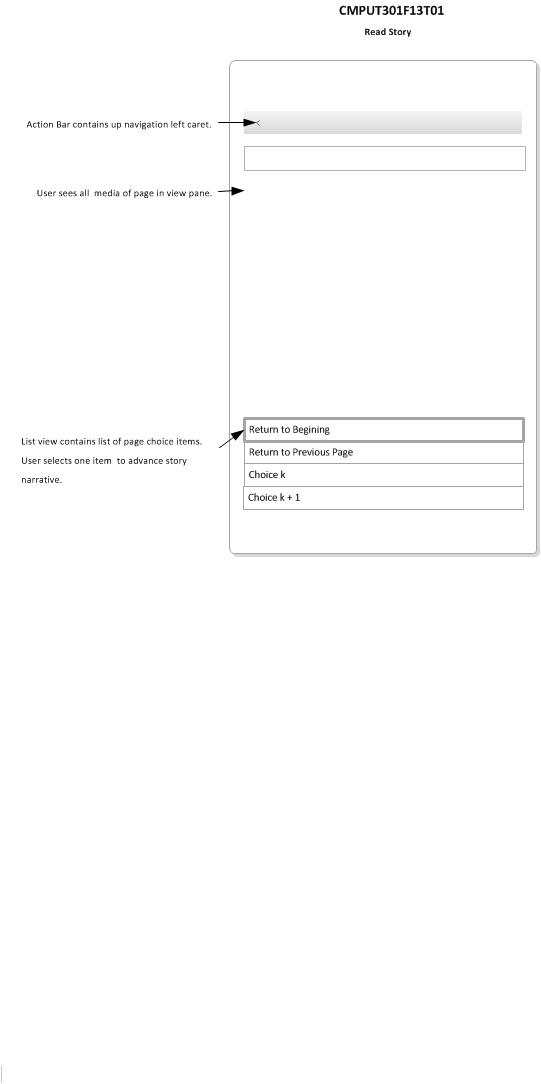 CMPUT301F13T01
Read Story
Action Bar contains up navigation left caret.
<
User sees all media of page in view pane.
Return to Begining
List view contains list of page choice items.
User selects one item to advance story
narrative.
Return to Previous Page
Choice k
Choice k + 1